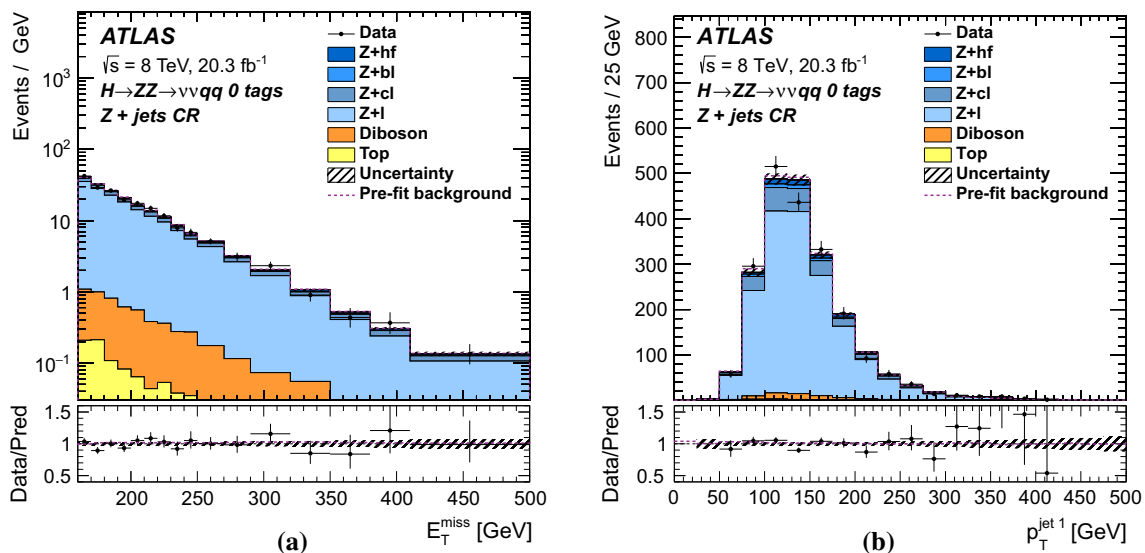 Events / GeV
10³
10²
10
1
10⁻¹
ATLAS
√s = 8 TeV, 20.3 fb⁻¹
H→ZZ→ννqq 0 tags
Z + jets CR
Data
Z+hf
Z+bl
Z+cl
Z+l
Diboson
Top
Uncertainty
Pre-fit background
Data/Pred
1.5
1
0.5
200 250 300 350 400 450 500
E_T^miss [GeV]
(a)
Events / 25 GeV
800
700
600
500
400
300
200
100
ATLAS
√s = 8 TeV, 20.3 fb⁻¹
H→ZZ→ννqq 0 tags
Z + jets CR
Data
Z+hf
Z+bl
Z+cl
Z+l
Diboson
Top
Uncertainty
Pre-fit background
Data/Pred
1.5
1
0.5
0 50 100 150 200 250 300 350 400 450 500
p_T^jet 1 [GeV]
(b)